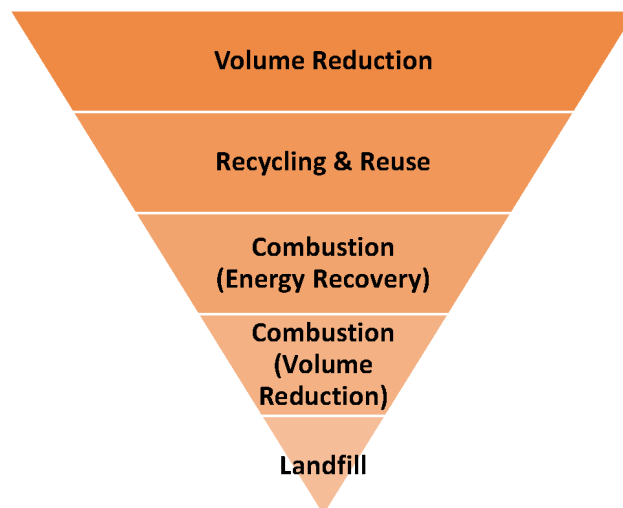 Volume Reduction
Recycling & Reuse
Combustion
(Energy Recovery)
Combustion
(Volume
Reduction)
Landfill